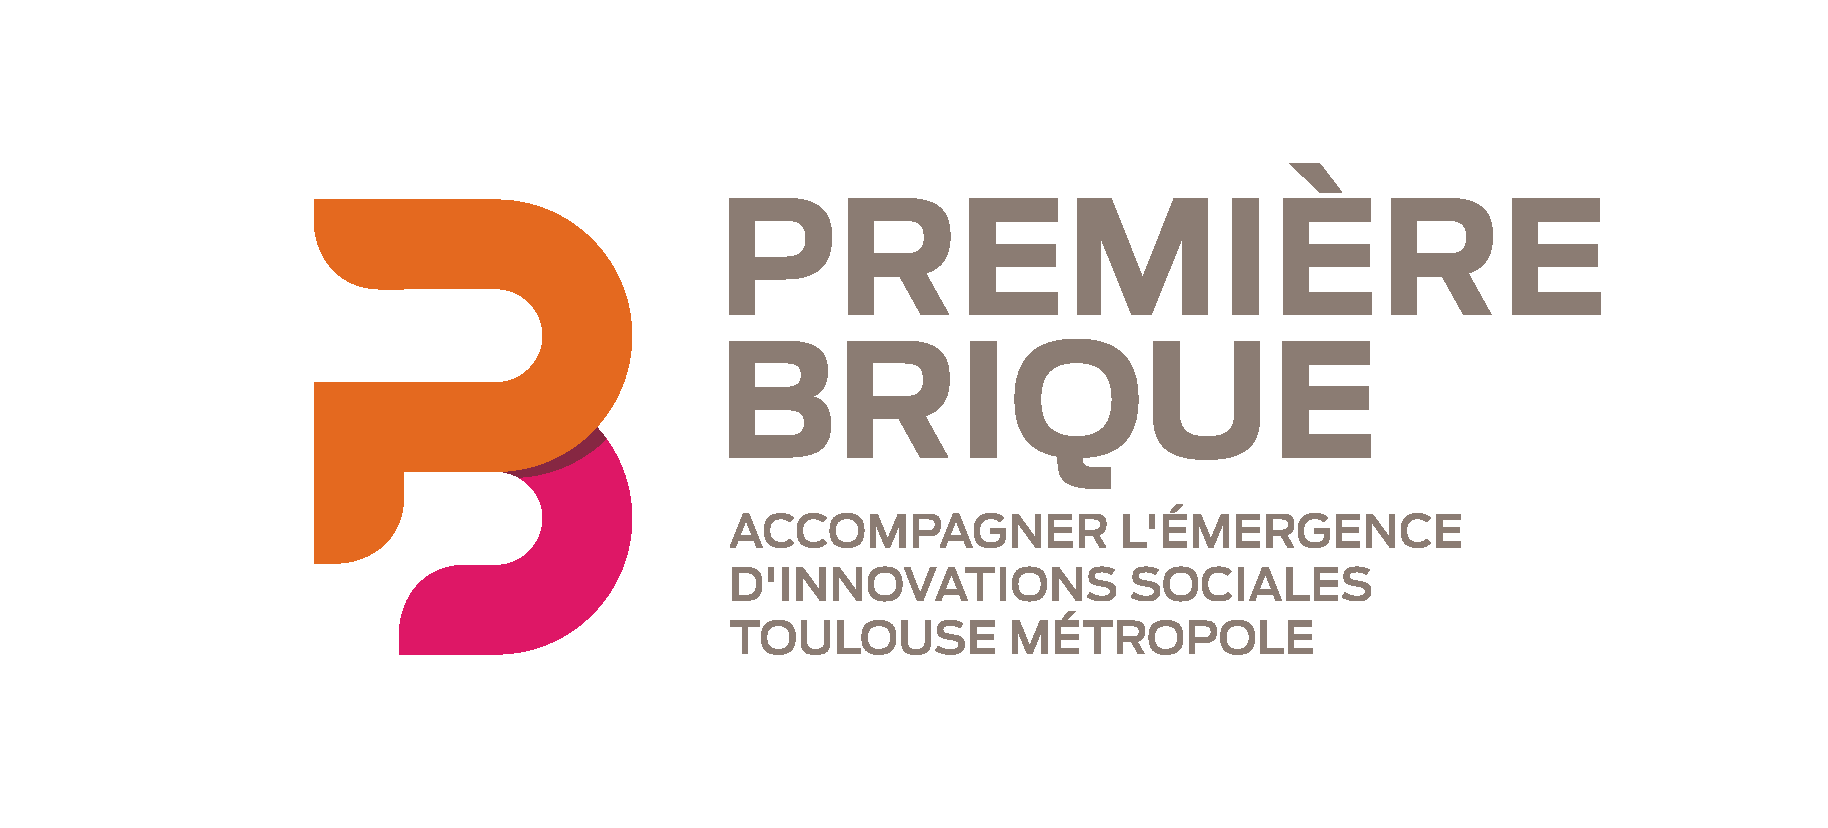 PREMIÈRE
BRIQUE
ACCOMPAGNER L'ÉMERGENCE
D'INNOVATIONS SOCIALES
TOULOUSE MÉTROPOLE